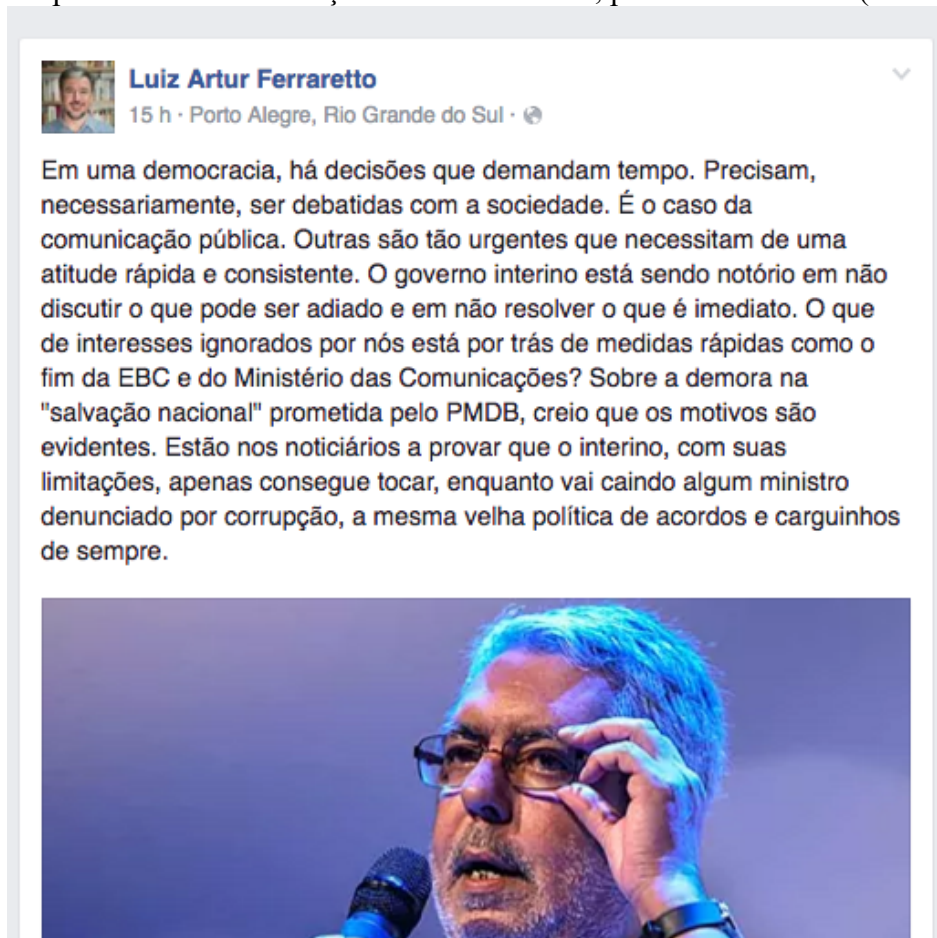 Luiz Artur Ferraretto
15 h · Porto Alegre, Rio Grande do Sul ·
Em uma democracia, há decisões que demandam tempo. Precisam,
necessariamente, ser debatidas com a sociedade. É o caso da
comunicação pública. Outras são tão urgentes que necessitam de uma
atitude rápida e consistente. O governo interino está sendo notório em não
discutir o que pode ser adiado e em não resolver o que é imediato. O que
de interesses ignorados por nós está por trás de medidas rápidas como o
fim da EBC e do Ministério das Comunicações? Sobre a demora na
"salvação nacional" prometida pelo PMDB, creio que os motivos são
evidentes. Estão nos noticiários a provar que o interino, com suas
limitações, apenas consegue tocar, enquanto vai caindo algum ministro
denunciado por corrupção, a mesma velha política de acordos e carguinhos
de sempre.